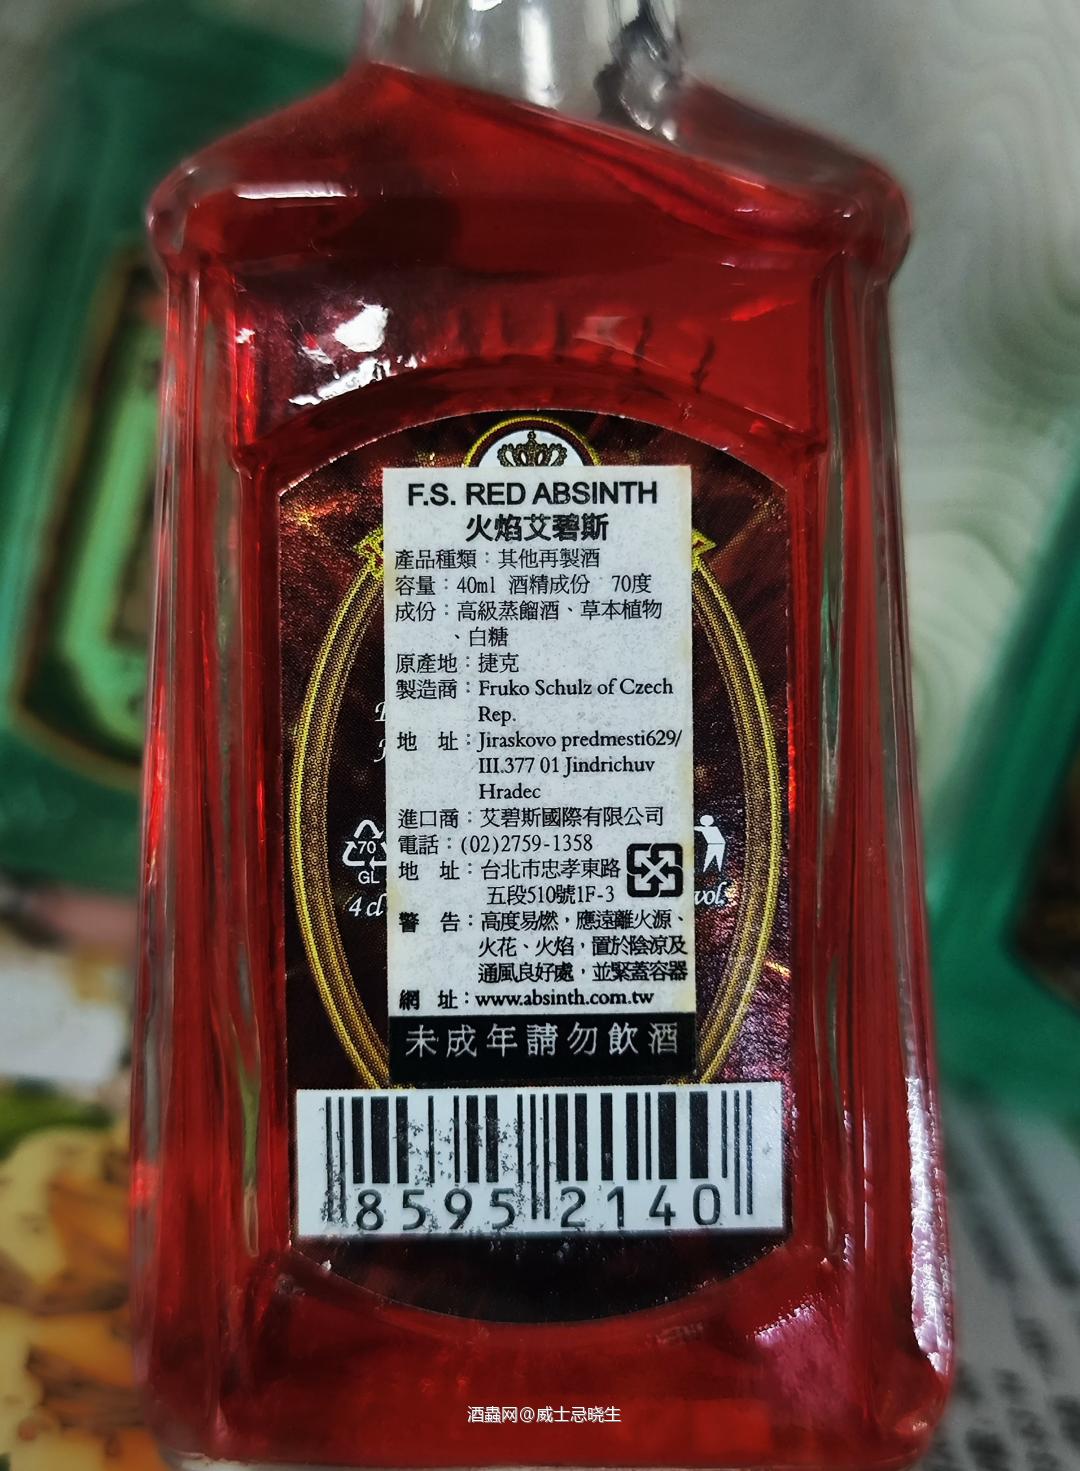 F.S. RED ABSINTH
火焰艾碧斯
產品種類：其他再製酒
容量：40ml 酒精成份 70度
成份：高級蒸餾酒、草本植物
、白糖
原產地：捷克
製造商：Fruko Schulz of Czech
Rep.
地 址：Jiraskovo predmesti629/
III.377 01 Jindrichuv
Hradec
進口商：艾碧斯國際有限公司
電話：(02)2759-1358
地 址：台北市忠孝東路
五段510號1F-3
警 告：高度易燃，應遠離火源、
火花、火焰，置於陰涼及
通風良好處，並緊蓋容器
網 址：www.absinth.com.tw
未成年請勿飲酒
70
GL
4 cl
vol.
8595 2140
酒蟲网@威士忌晓生